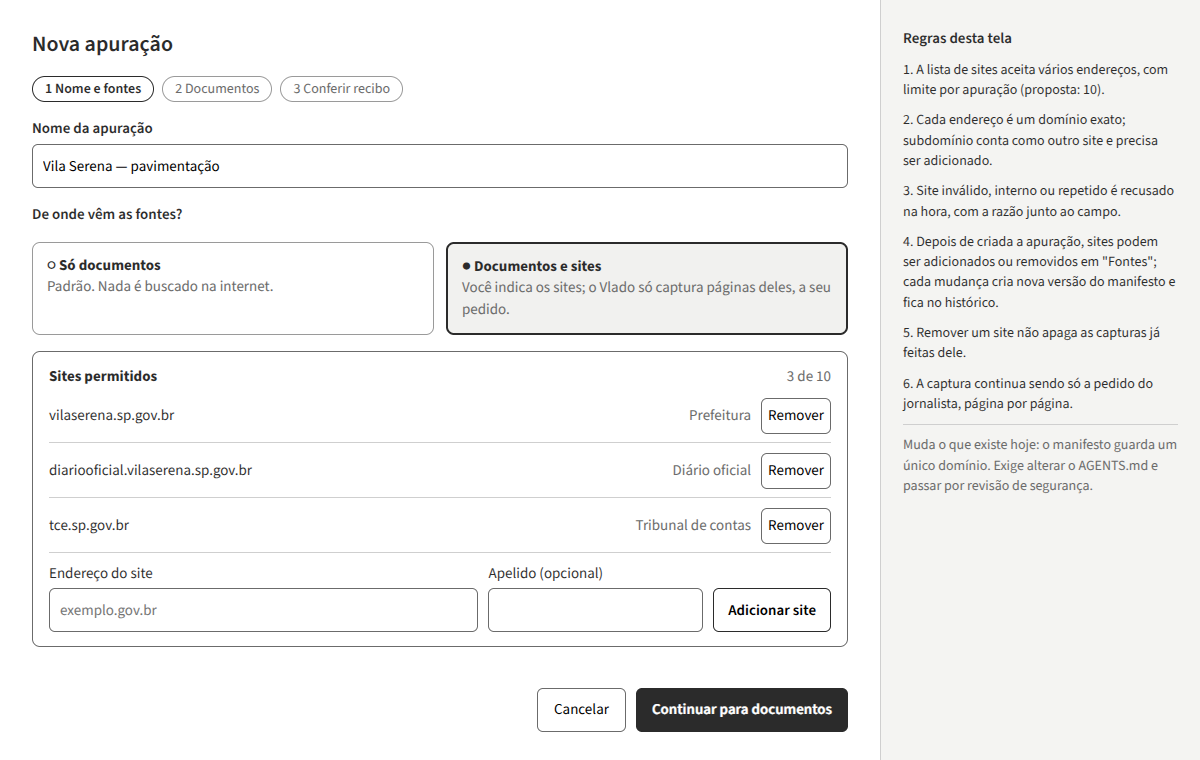 Nova apuração
1 Nome e fontes
2 Documentos
3 Conferir recibo
Nome da apuração
Vila Serena — pavimentação
De onde vêm as fontes?
Só documentos
Padrão. Nada é buscado na internet.
Documentos e sites
Você indica os sites; o Vlado só captura páginas deles, a seu
pedido.
Sites permitidos
3 de 10
vilaserena.sp.gov.br
Prefeitura
Remover
diariooficial.vilaserena.sp.gov.br
Diário oficial
Remover
tce.sp.gov.br
Tribunal de contas
Remover
Endereço do site
Apelido (opcional)
exemplo.gov.br
Adicionar site
Cancelar
Continuar para documentos
Regras desta tela
1. A lista de sites aceita vários endereços, com
limite por apuração (proposta: 10).
2. Cada endereço é um domínio exato;
subdomínio conta como outro site e precisa
ser adicionado.
3. Site inválido, interno ou repetido é recusado
na hora, com a razão junto ao campo.
4. Depois de criada a apuração, sites podem
ser adicionados ou removidos em "Fontes";
cada mudança cria nova versão do manifesto e
fica no histórico.
5. Remover um site não apaga as capturas já
feitas dele.
6. A captura continua sendo só a pedido do
jornalista, página por página.
Muda o que existe hoje: o manifesto guarda um
único domínio. Exige alterar o AGENTS.md e
passar por revisão de segurança.